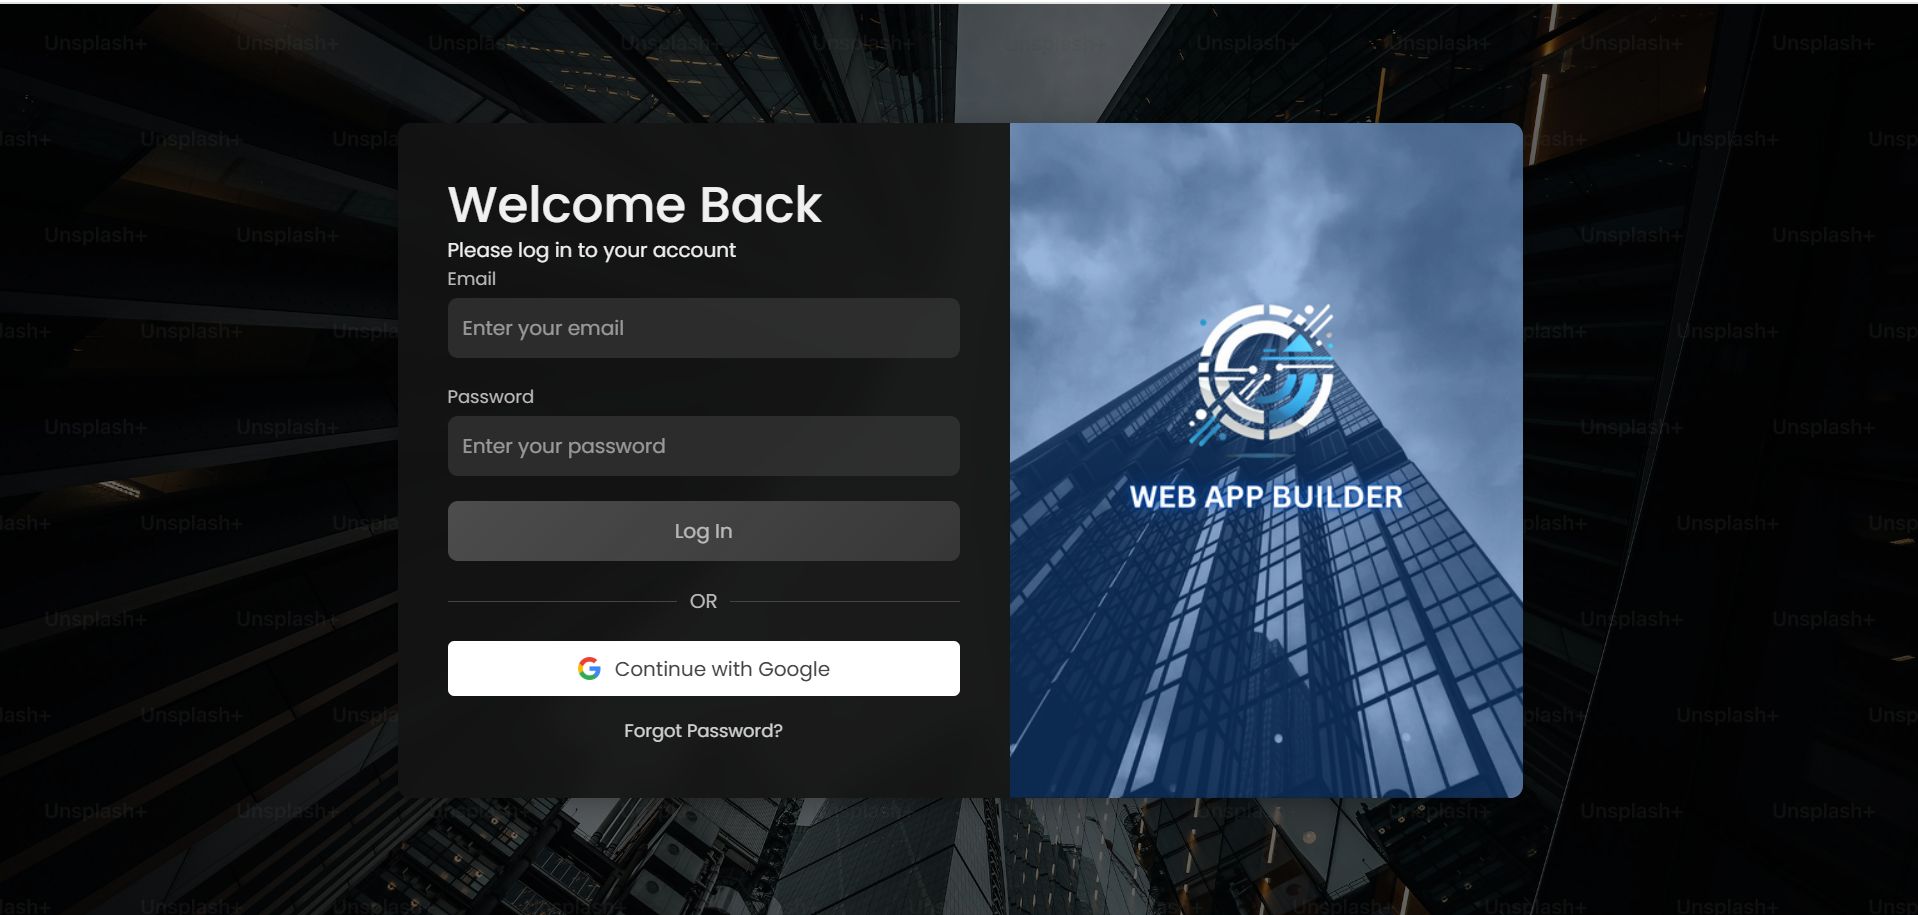 Unsplash+ Unsplash+ Unsplash+ Unsplash+ Unsplash+ Unsplash+ Unsplash+ Unsplash+ Unsplash+ Unsplash+
Welcome Back
Please log in to your account
Email
Enter your email
Password
Enter your password
Log In
OR
Continue with Google
Forgot Password?
WEB APP BUILDER